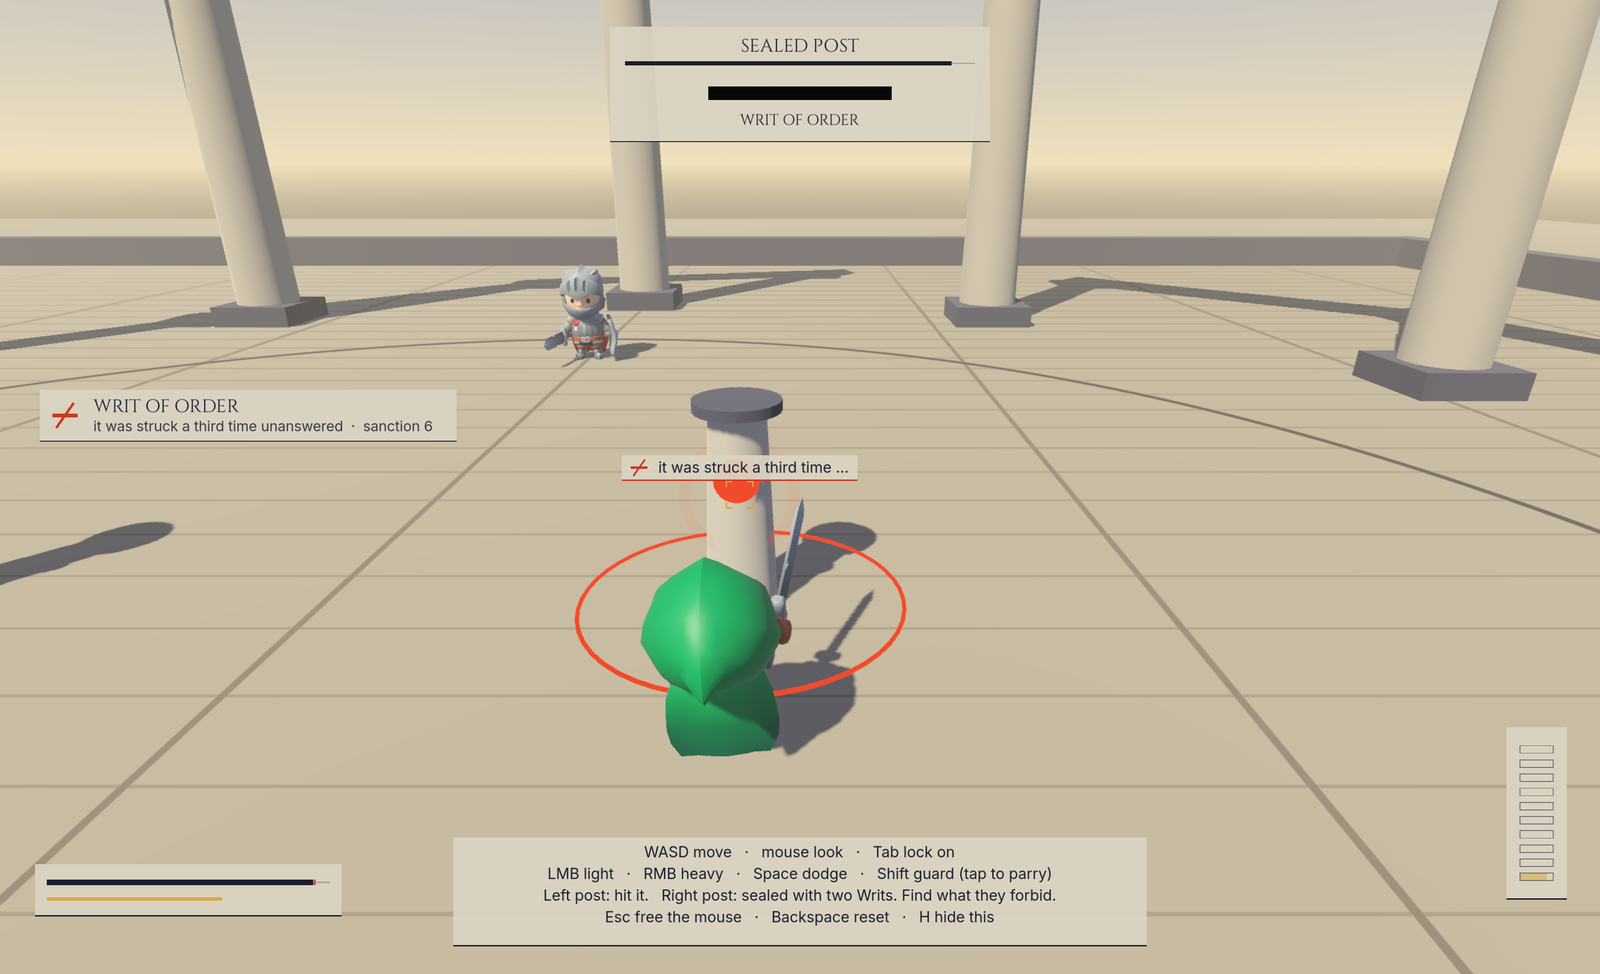 SEALED POST
WRIT OF ORDER
WRIT OF ORDER
it was struck a third time unanswered · sanction 6
it was struck a third time ...
WASD move · mouse look · Tab lock on
LMB light · RMB heavy · Space dodge · Shift guard (tap to parry)
Left post: hit it. Right post: sealed with two Writs. Find what they forbid.
Esc free the mouse · Backspace reset · H hide this